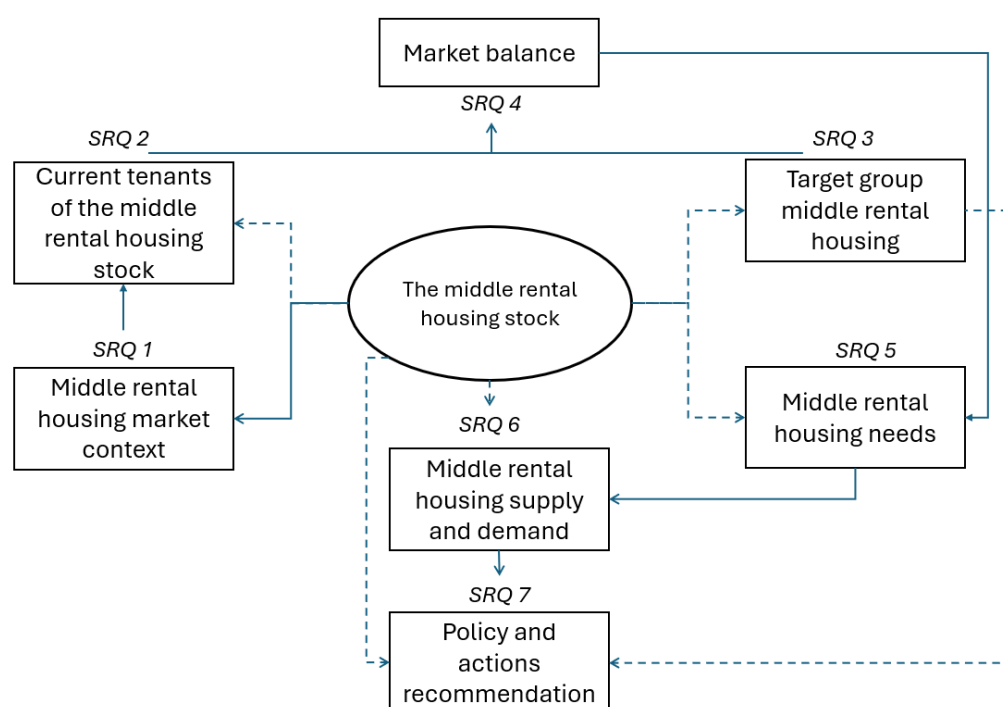 Market balance
SRQ 4
SRQ 2
SRQ 3
Current tenants
of the middle
rental housing
stock
Target group
middle rental
housing
The middle rental
housing stock
SRQ 1
Middle rental
housing market
context
SRQ 5
Middle rental
housing needs
SRQ 6
Middle rental
housing supply
and demand
SRQ 7
Policy and
actions
recommendation